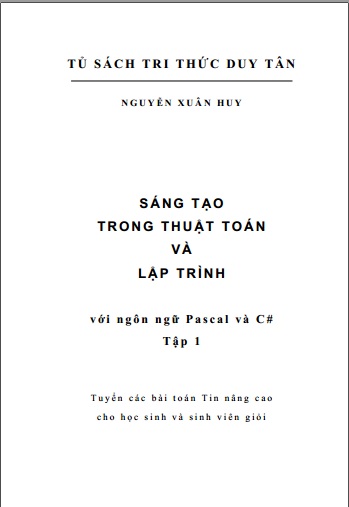 TỦ SÁCH TRI THỨC DUY TÂN
NGUYỄN XUÂN HUY
SÁNG TẠO
TRONG THUẬT TOÁN
VÀ
LẬP TRÌNH
với ngôn ngữ Pascal và C#
Tập 1
Tuyển các bài toán Tin nâng cao
cho học sinh và sinh viên giỏi